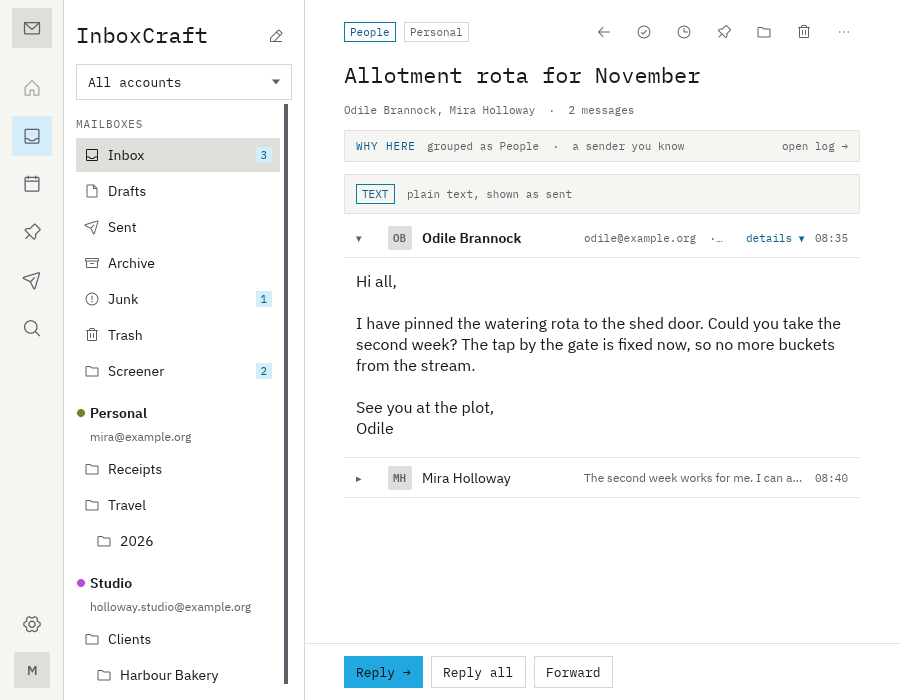 InboxCraft
All accounts
MAILBOXES
Inbox 3
Drafts
Sent
Archive
Junk 1
Trash
Screener 2
Personal
mira@example.org
Receipts
Travel
2026
Studio
holloway.studio@example.org
Clients
Harbour Bakery
M
People Personal
Allotment rota for November
Odile Brannock, Mira Holloway · 2 messages
WHY HERE grouped as People · a sender you know open log →
TEXT plain text, shown as sent
▾ OB Odile Brannock odile@example.org ·… details ▾ 08:35
Hi all,
I have pinned the watering rota to the shed door. Could you take the
second week? The tap by the gate is fixed now, so no more buckets
from the stream.
See you at the plot,
Odile
▸ MH Mira Holloway The second week works for me. I can a… 08:40
Reply → Reply all Forward